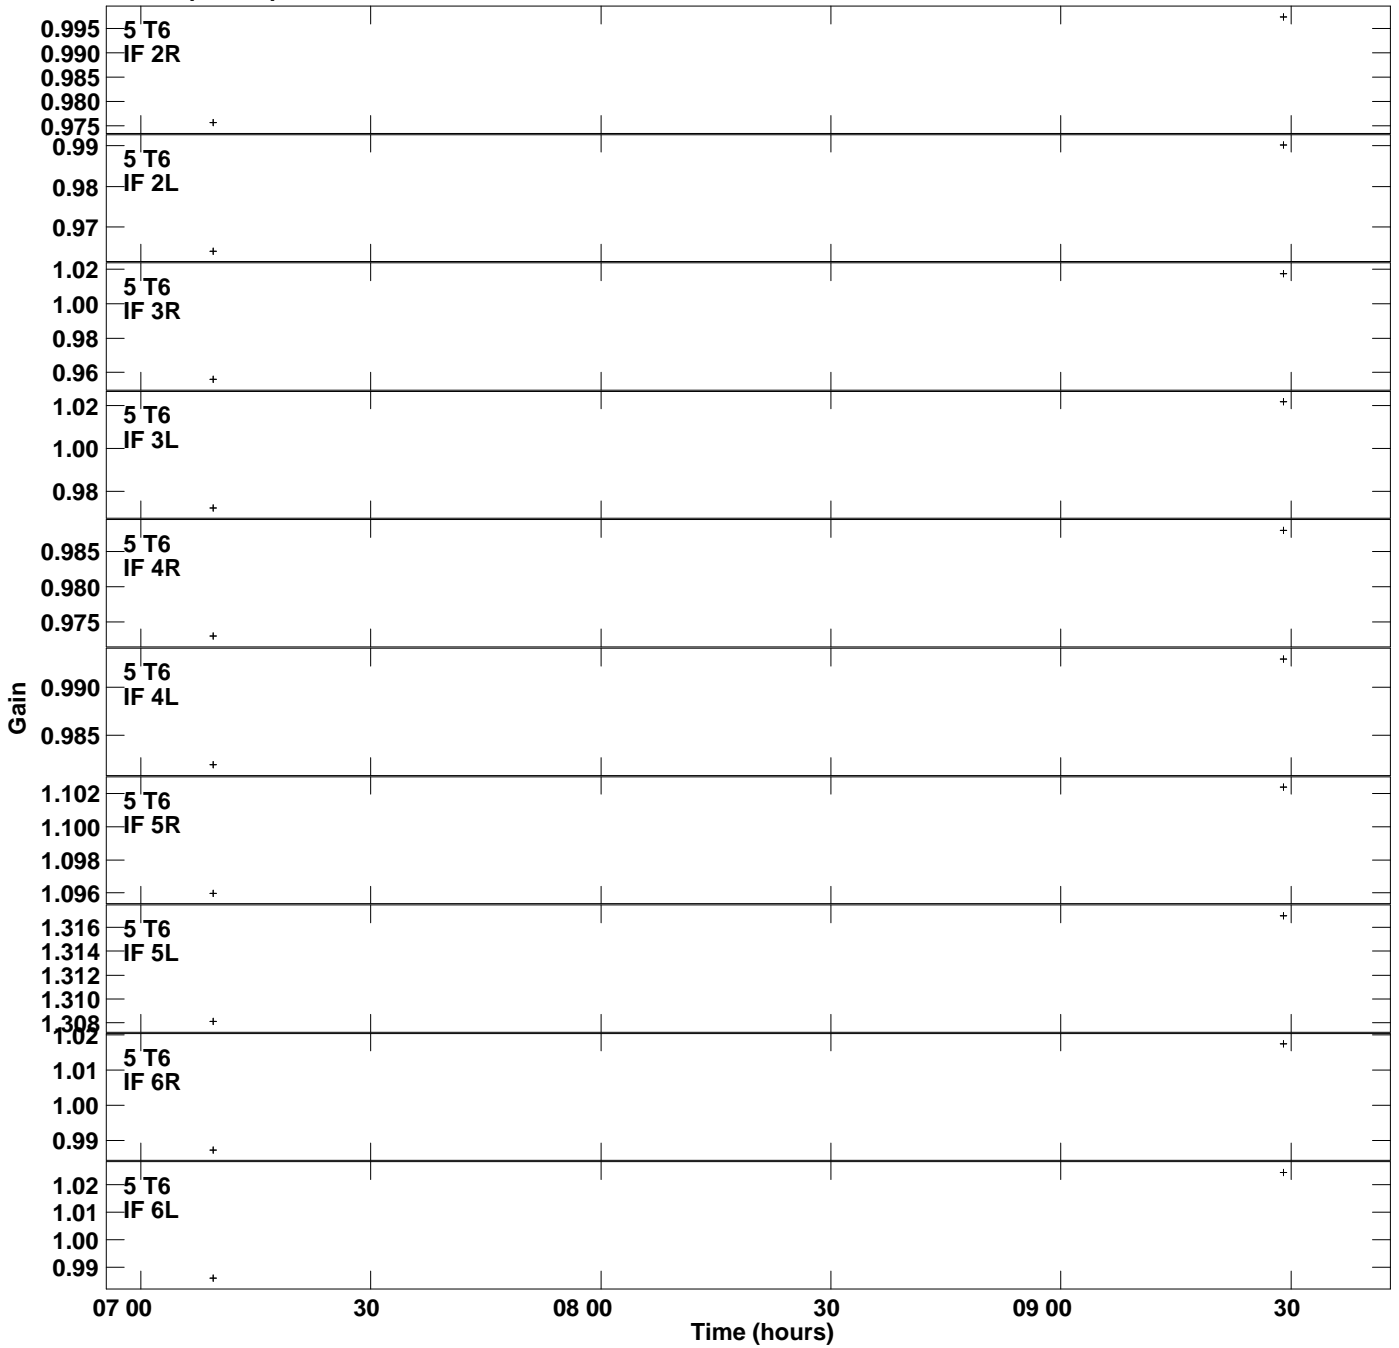 0.995
0.990
0.985
0.980
0.975
5 T6
IF 2R
0.99
0.98
0.97
5 T6
IF 2L
1.02
1.00
0.98
0.96
5 T6
IF 3R
1.02
1.00
0.98
5 T6
IF 3L
0.985
0.980
0.975
5 T6
IF 4R
0.990
0.985
5 T6
IF 4L
1.102
1.100
1.098
1.096
5 T6
IF 5R
1.316
1.314
1.312
1.310
1.308
5 T6
IF 5L
1.02
1.01
1.00
0.99
5 T6
IF 6R
1.02
1.01
1.00
0.99
5 T6
IF 6L
Gain
07 00 30 08 00 30 09 00 30
Time (hours)